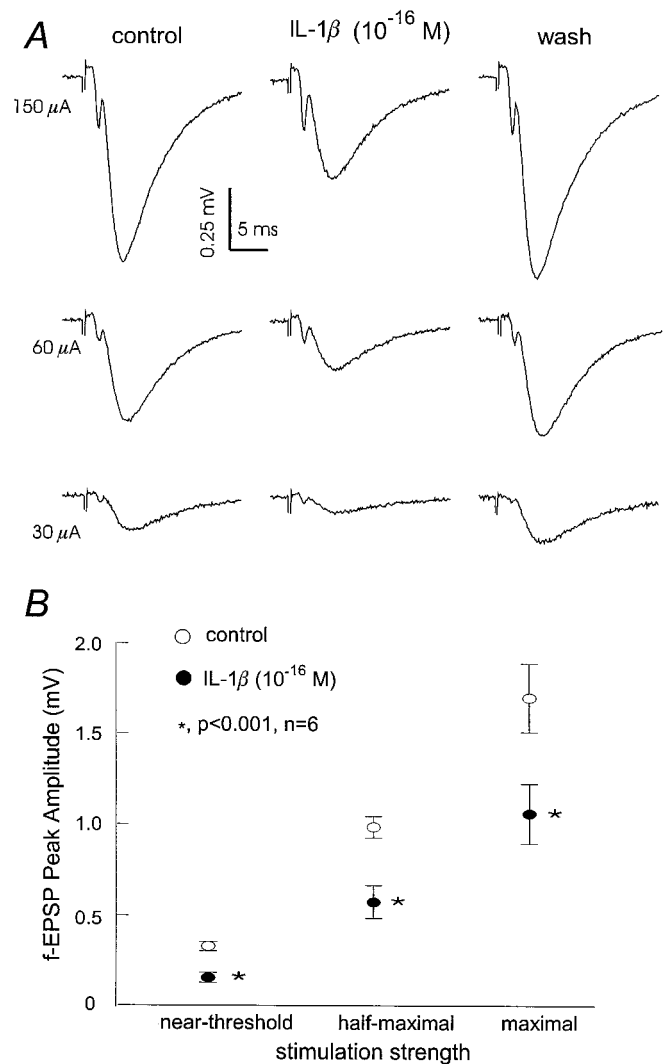 A
control IL-1β (10⁻¹⁶ M) wash
150 μA
0.25 mV
5 ms
60 μA
30 μA
B
control
IL-1β (10⁻¹⁶ M)
*, p<0.001, n=6
f-EPSP Peak Amplitude (mV)
2.0
1.5
1.0
*
0.5
*
*
0
near-threshold half-maximal maximal
stimulation strength